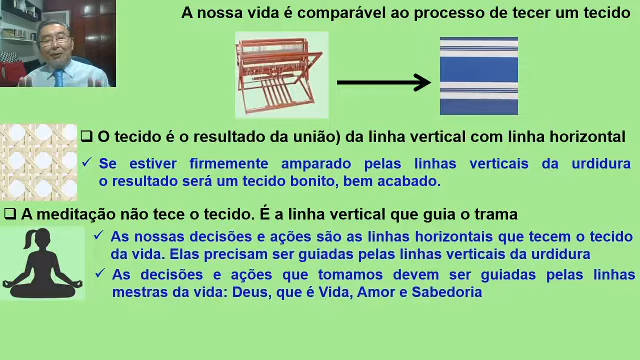 A nossa vida é comparável ao processo de tecer um tecido
❑ O tecido é o resultado da união) da linha vertical com linha horizontal
✓ Se estiver firmemente amparado pelas linhas verticais da urdidura
o resultado será um tecido bonito, bem acabado.
❑ A meditação não tece o tecido. É a linha vertical que guia o trama
✓ As nossas decisões e ações são as linhas horizontais que tecem o tecido
da vida. Elas precisam ser guiadas pelas linhas verticais da urdidura
✓ As decisões e ações que tomamos devem ser guiadas pelas linhas
mestras da vida: Deus, que é Vida, Amor e Sabedoria